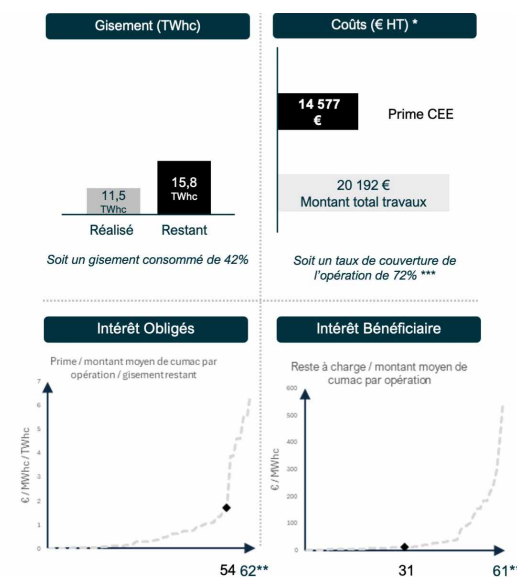 Gisement (TWhc)
Coûts (€ HT) *
11,5
TWhc
15,8
TWhc
Réalisé
Restant
Soit un gisement consommé de 42%
14 577
€
Prime CEE
20 192 €
Montant total travaux
Soit un taux de couverture de
l'opération de 72% ***
Intérêt Obligés
Prime / montant moyen de cumac par
opération / gisement restant
€ / MWhc / TWhc
7
6
5
4
3
2
1
0
54 62**
Intérêt Bénéficiaire
Reste à charge / montant moyen de
cumac par opération
€ / MWhc
600
500
400
300
200
100
0
31
61**